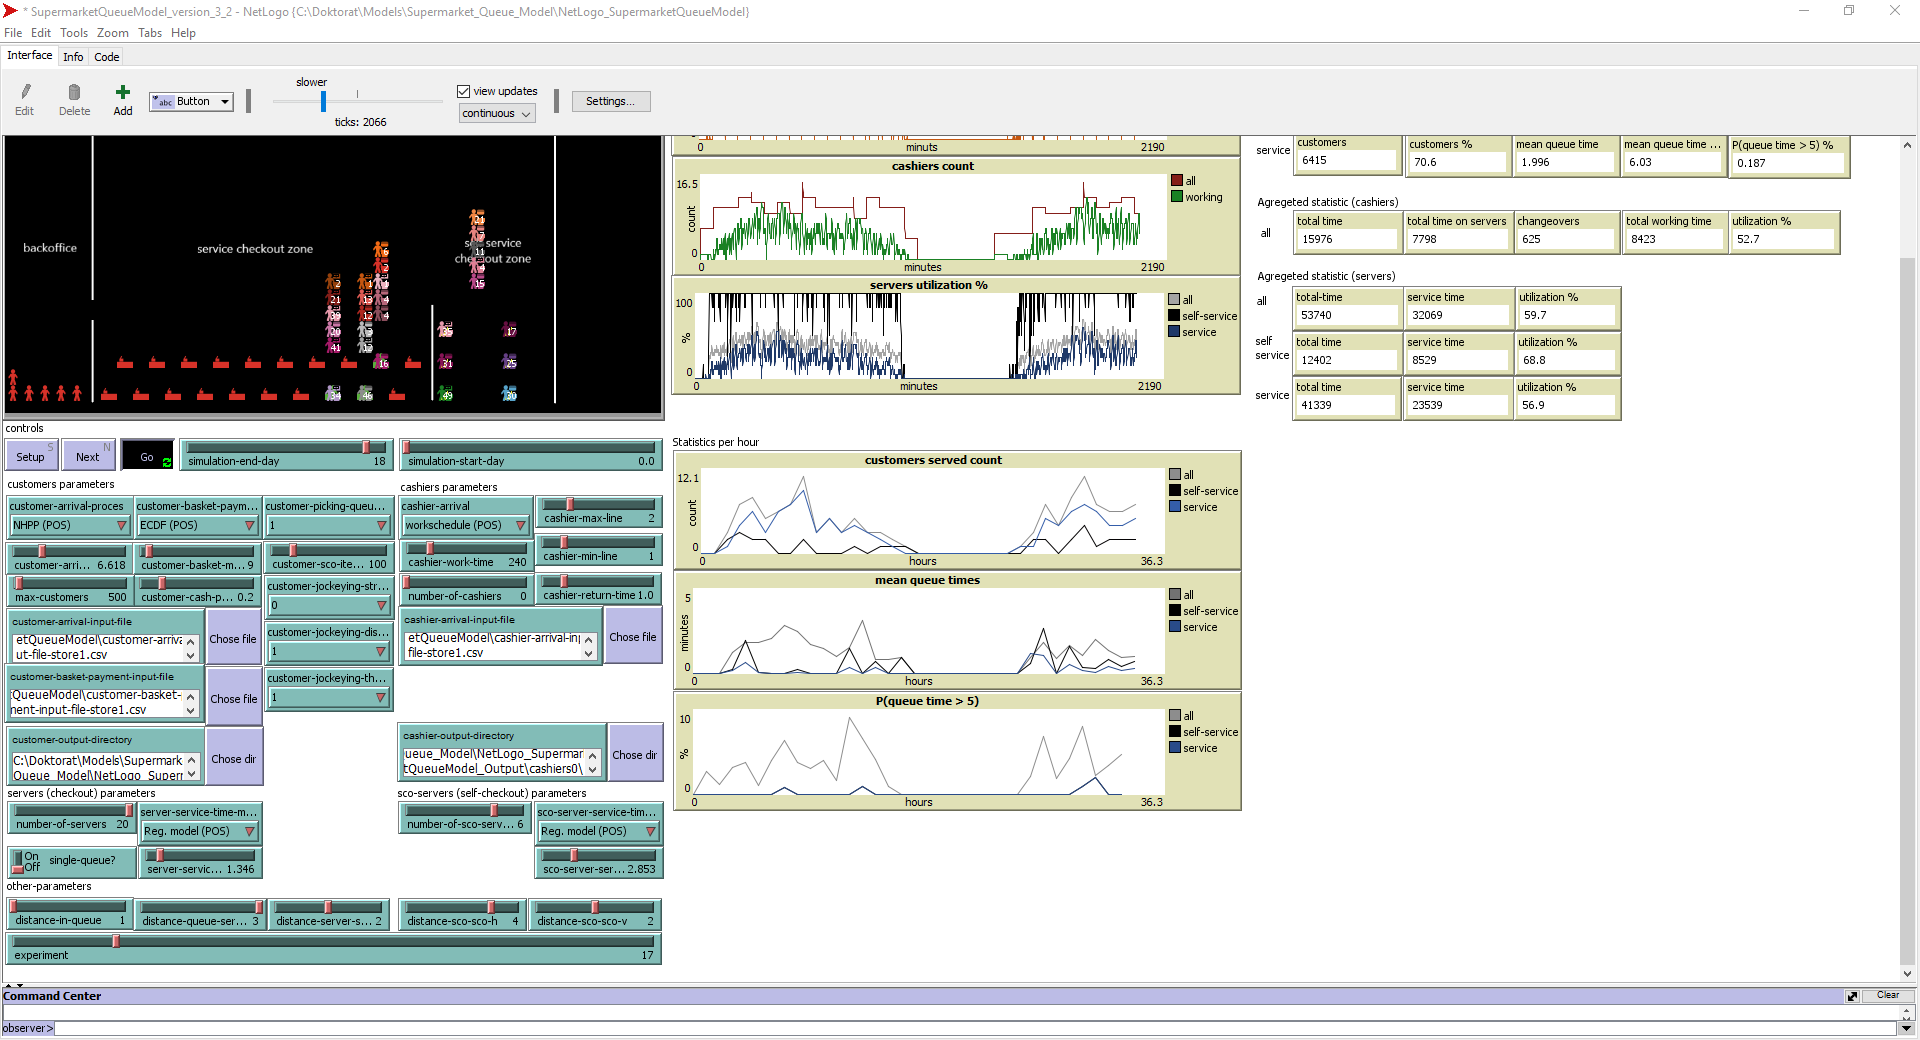 * SupermarketQueueModel_version_3_2 - NetLogo {C:\Doktorat\Models\Supermarket_Queue_Model\NetLogo_SupermarketQueueModel}
File Edit Tools Zoom Tabs Help
Interface Info Code
Edit Delete Add abc Button slower ticks: 2066 view updates continuous Settings...
backoffice
service checkout zone
service
0 minuts 2190
cashiers count
16.5
count
0
0 minutes 2190
all
working
servers utilization %
100
%
0
0 minutes 2190
all
self-service
service
service
customers 6415
customers % 70.6
mean queue time 1.996
mean queue time ... 6.03
P(queue time > 5) % 0.187
Agregeted statistic (cashiers)
all
total time 15976
total time on servers 7798
changeovers 625
total working time 8423
utilization % 52.7
Agregeted statistic (servers)
all
total-time 53740
service time 32069
utilization % 59.7
self service
total time 12402
service time 8529
utilization % 68.8
service
total time 41339
service time 23539
utilization % 56.9
controls
Setup S
Next N
Go
simulation-end-day 18
simulation-start-day 0.0
customers parameters
customer-arrival-proces NHPP (POS)
customer-basket-paym... ECDF (POS)
customer-picking-queu... 1
customer-arri... 6.618
customer-basket-m... 9
customer-sco-ite... 100
max-customers 500
customer-cash-p... 0.2
customer-jockeying-str... 0
customer-arrival-input-file
etQueueModel\customer-arriva
ut-file-store1.csv
Chose file
customer-jockeying-dis... 1
customer-basket-payment-input-file
QueueModel\customer-basket-
nent-input-file-store1.csv
Chose file
customer-jockeying-th... 1
customer-output-directory
C:\Doktorat\Models\Supermark
Queue_Model\NetLogo_Superr
Chose dir
cashiers parameters
cashier-arrival workschedule (POS)
cashier-max-line 2
cashier-work-time 240
cashier-min-line 1
number-of-cashiers 0
cashier-return-time 1.0
cashier-arrival-input-file
etQueueModel\cashier-arrival-in
file-store1.csv
Chose file
cashier-output-directory
ueue_Model\NetLogo_Supermar
tQueueModel_Output\cashiers0\
Chose dir
servers (checkout) parameters
number-of-servers 20
server-service-time-m... Reg. model (POS)
On
Off
single-queue?
server-servic... 1.346
sco-servers (self-checkout) parameters
number-of-sco-serv... 6
sco-server-service-tim... Reg. model (POS)
sco-server-ser... 2.853
other-parameters
distance-in-queue 1
distance-queue-ser... 3
distance-server-s... 2
distance-sco-sco-h 4
distance-sco-sco-v 2
experiment 17
Statistics per hour
customers served count
12.1
count
0
0 hours 36.3
all
self-service
service
mean queue times
5
minutes
0
0 hours 36.3
all
self-service
service
P(queue time > 5)
10
%
0
0 hours 36.3
all
self-service
service
Command Center
Clear
observer>